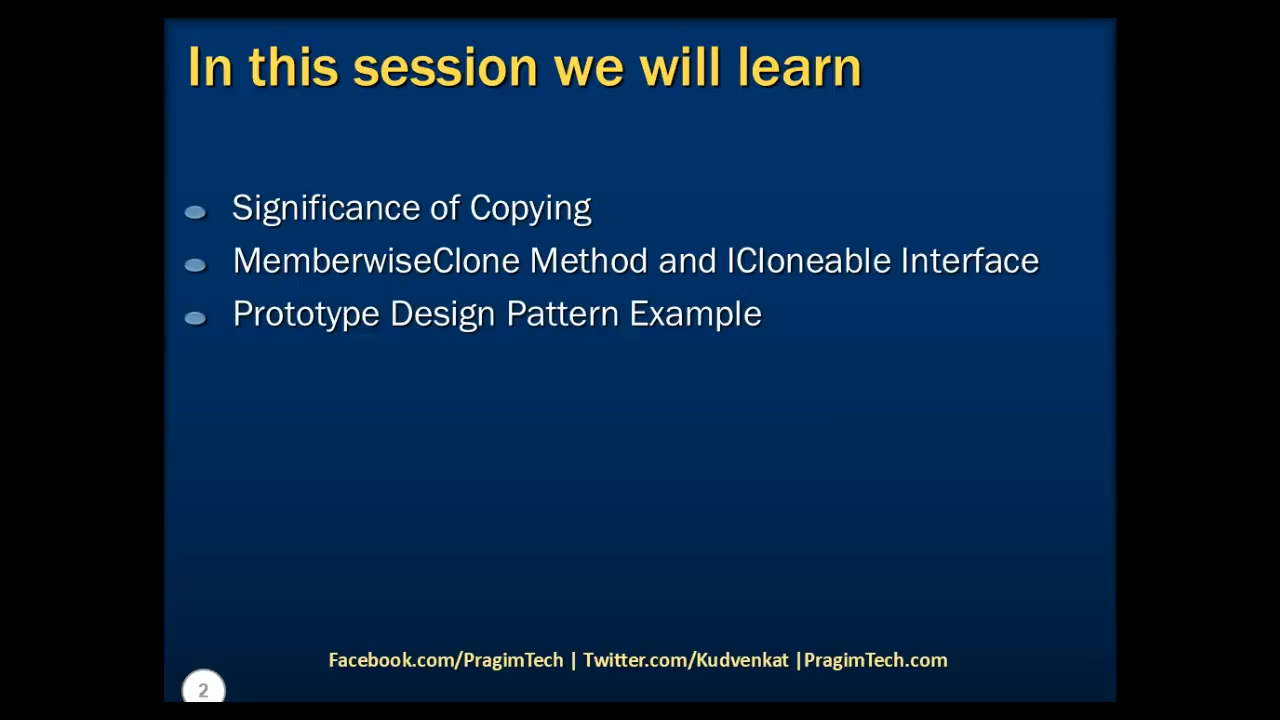 In this session we will learn
Significance of Copying
MemberwiseClone Method and ICloneable Interface
Prototype Design Pattern Example
Facebook.com/PragimTech | Twitter.com/Kudvenkat |PragimTech.com
2